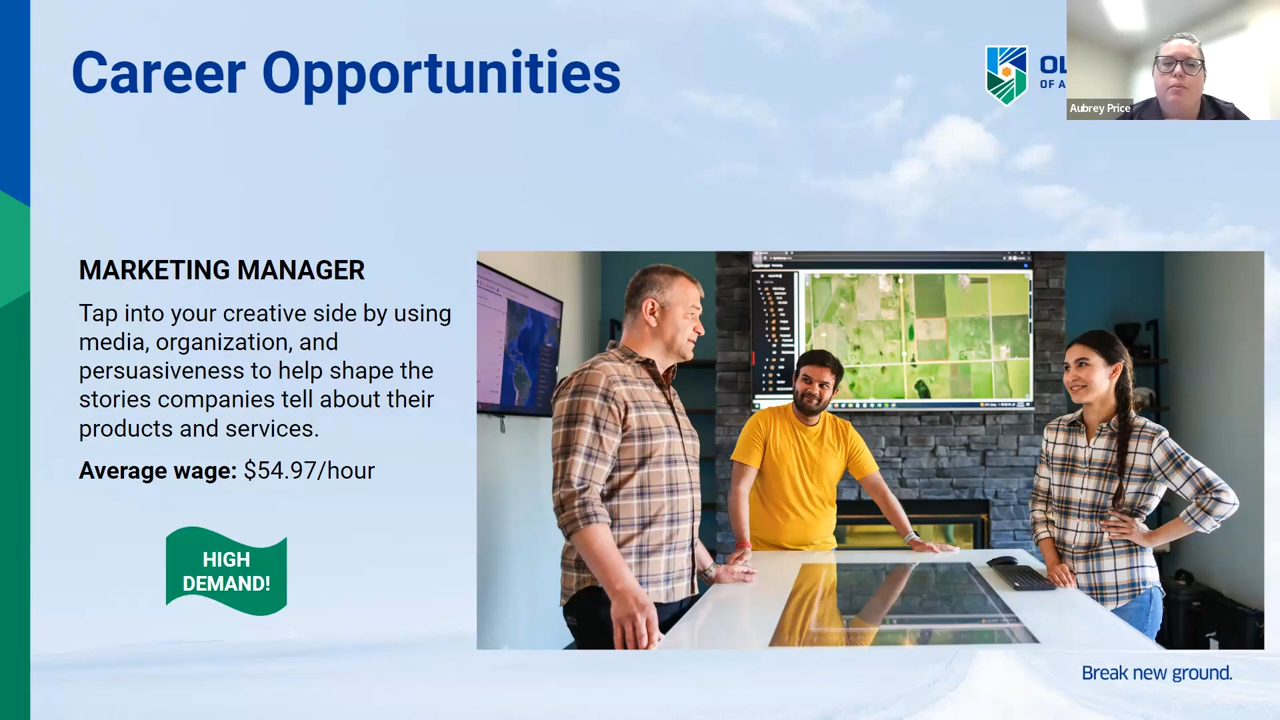 Career Opportunities
OL
OF A
Aubrey Price
MARKETING MANAGER
Tap into your creative side by using
media, organization, and
persuasiveness to help shape the
stories companies tell about their
products and services.
Average wage: $54.97/hour
HIGH
DEMAND!
Break new ground.